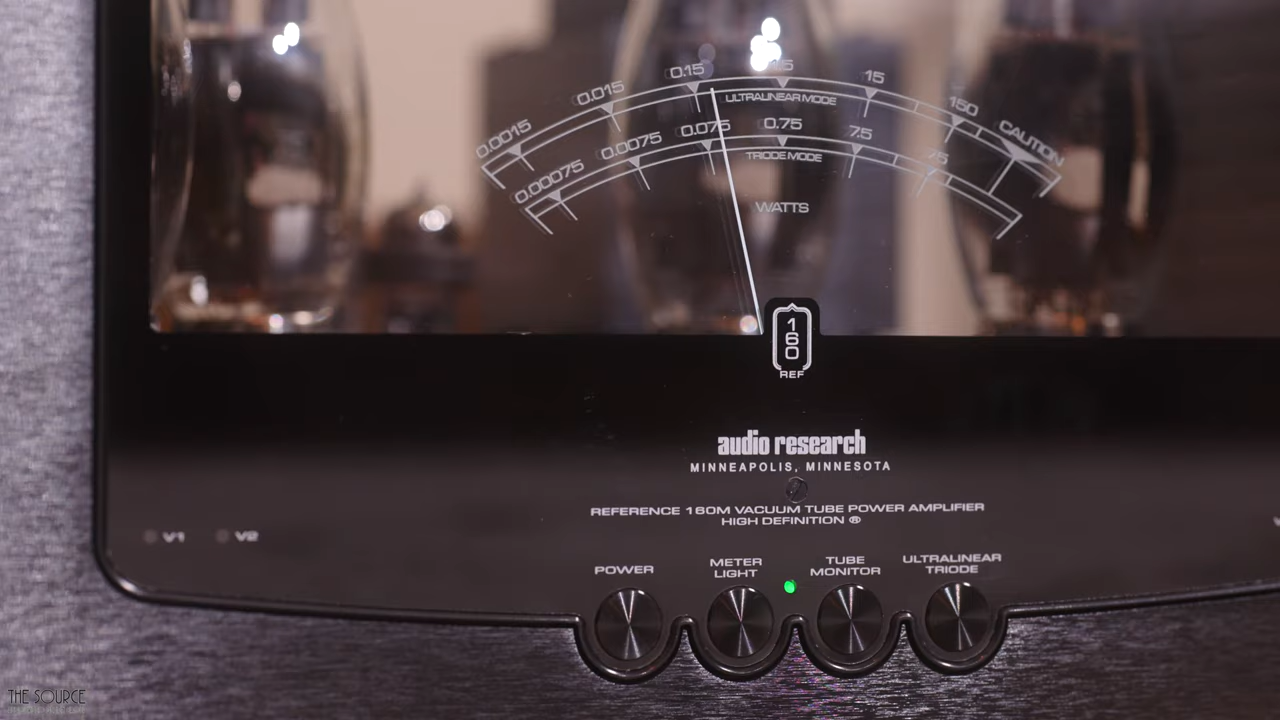 0.0015 0.015 0.15 15 150 CAUTION
ULTRALINEAR MODE
0.00075 0.0075 0.075 0.75 7.5 75
TRIODE MODE
WATTS
160
REF
audio research
MINNEAPOLIS, MINNESOTA
REFERENCE 160M VACUUM TUBE POWER AMPLIFIER
HIGH DEFINITION ®
V1 V2
POWER
METER
LIGHT
TUBE
MONITOR
ULTRALINEAR
TRIODE
THE SOURCE